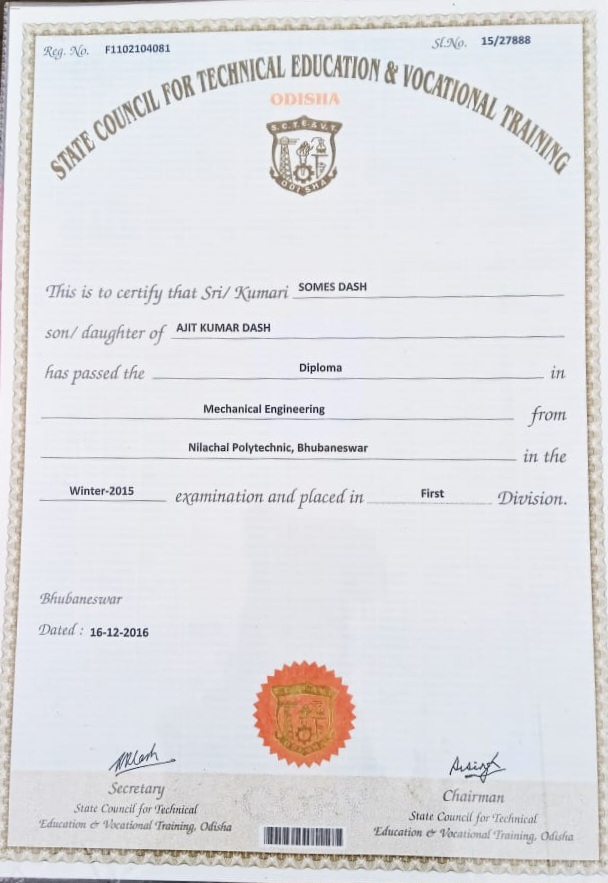 Reg. No. F1102104081
Sl.No. 15/27888
STATE COUNCIL FOR TECHNICAL EDUCATION & VOCATIONAL TRAINING
ODISHA
S.C.T.E.&V.T.
ODISHA
This is to certify that Sri/ Kumari SOMES DASH
son/ daughter of AJIT KUMAR DASH
has passed the Diploma in
Mechanical Engineering from
Nilachal Polytechnic, Bhubaneswar in the
Winter-2015 examination and placed in First Division.
Bhubaneswar
Dated : 16-12-2016
Secretary
State Council for Technical
Education & Vocational Training, Odisha
Chairman
State Council for Technical
Education & Vocational Training, Odisha